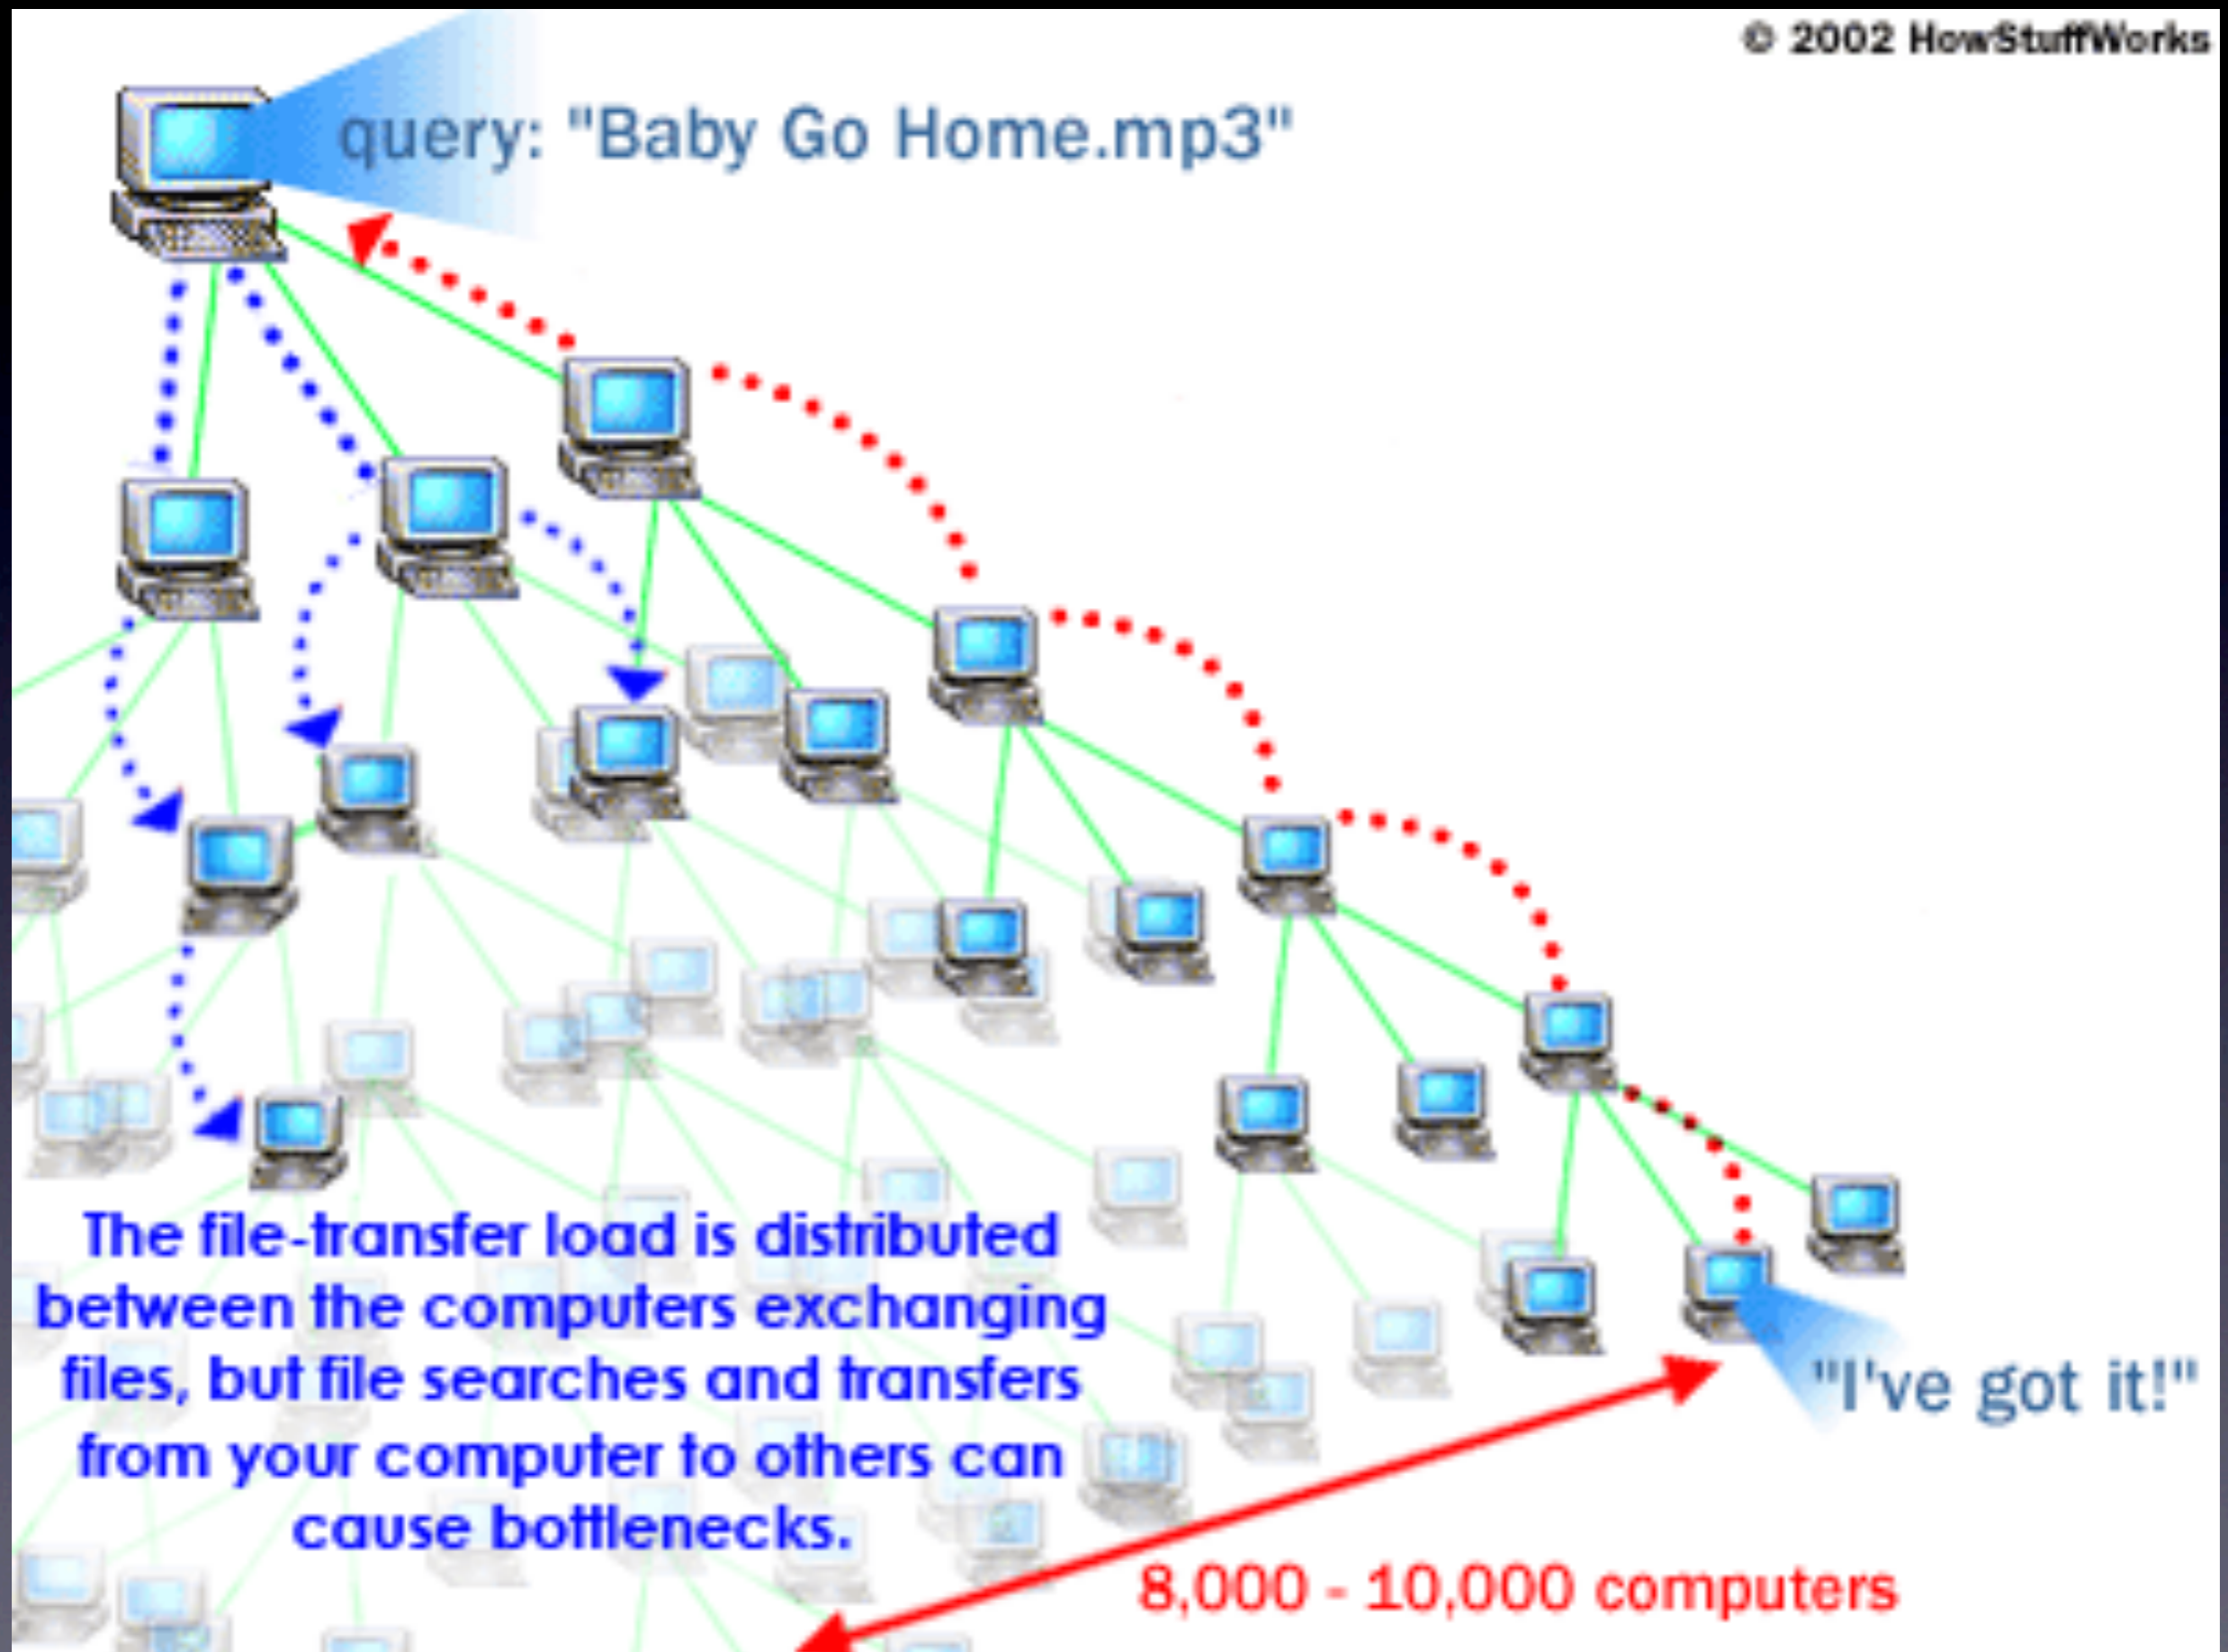 © 2002 HowStuffWorks
query: "Baby Go Home.mp3"
The file-transfer load is distributed
between the computers exchanging
files, but file searches and transfers
from your computer to others can
cause bottlenecks.
"I've got it!"
8,000 - 10,000 computers